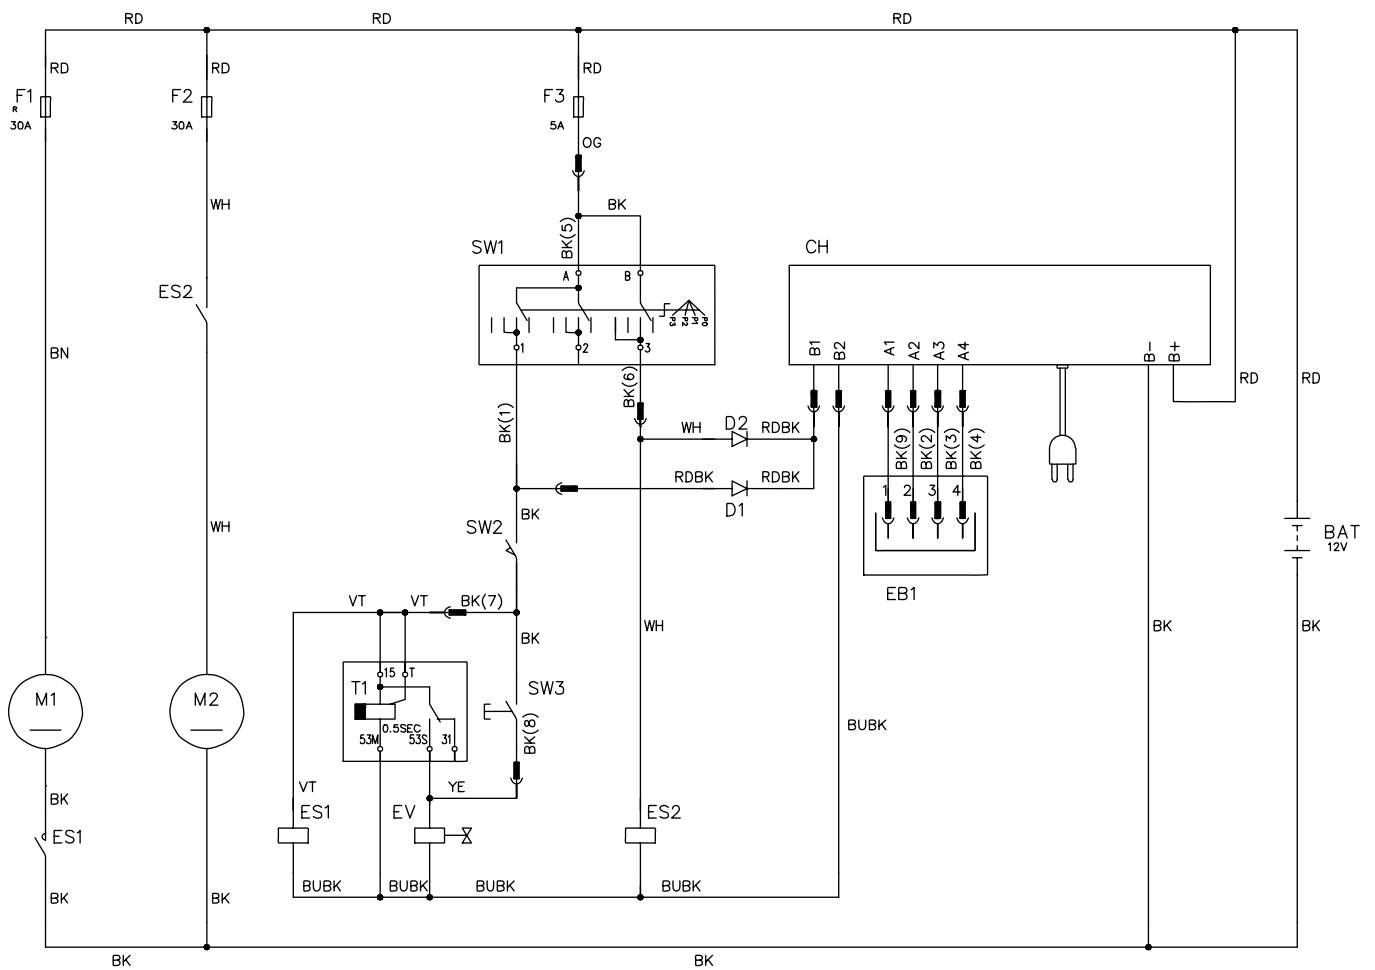 RD RD RD
RD RD RD
F1 F2 F3
R
30A 30A 5A
OG
WH BK
BK(5)
SW1 CH
A B
ES2
P3 P2 P1 P0
1 2 3
B1 B2 A1 A2 A3 A4 B- B+
BN RD RD
BK(6)
BK(1)
D2
WH RDBK
BK(9) BK(2) BK(3) BK(4)
RDBK RDBK
1 2 3 4
D1
BK
WH SW2
BAT
12V
EB1
VT VT BK(7)
BK WH BK BK
15 T
M1 M2 T1 SW3
0.5SEC
53M 53S 31
BK(8)
BUBK
VT YE
BK
ES1 EV ES2
ES1
BUBK BUBK BUBK BUBK
BK BK
BK BK